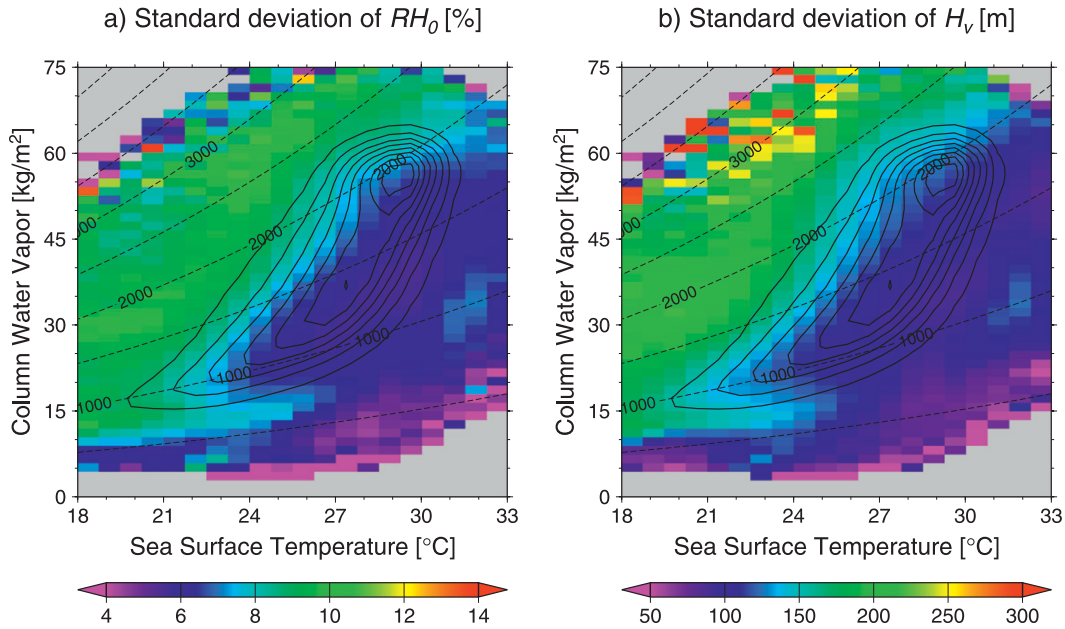 a) Standard deviation of RH₀ [%]
b) Standard deviation of Hᵥ [m]
75
60
45
30
15
0
Column Water Vapor [kg/m²]
3000
2000
2000
2000
1000
1000
1000
18 21 24 27 30 33
Sea Surface Temperature [°C]
4 6 8 10 12 14
75
60
45
30
15
0
Column Water Vapor [kg/m²]
3000
2000
2000
2000
1000
1000
1000
18 21 24 27 30 33
Sea Surface Temperature [°C]
50 100 150 200 250 300